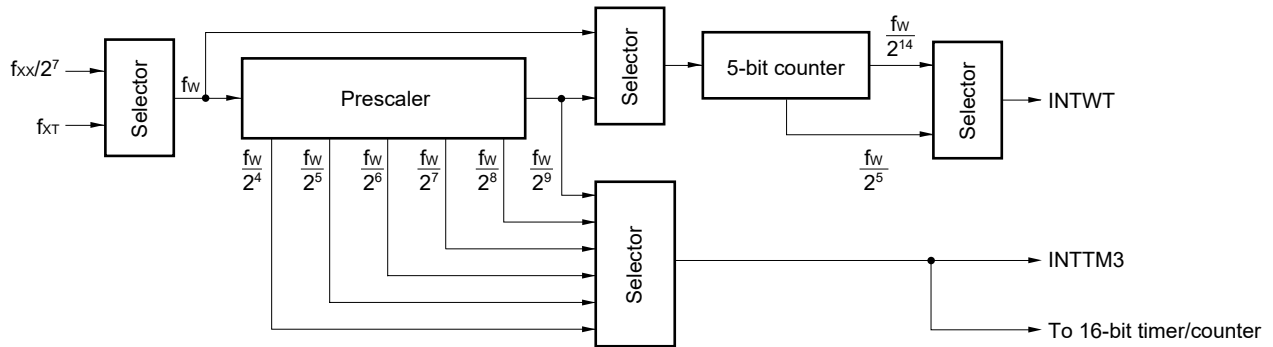 fXX/2⁷
fXT
Selector
fW
Prescaler
fW/2⁴
fW/2⁵
fW/2⁶
fW/2⁷
fW/2⁸
fW/2⁹
Selector
5-bit counter
fW/2¹⁴
fW/2⁵
Selector
INTWT
Selector
INTTM3
To 16-bit timer/counter